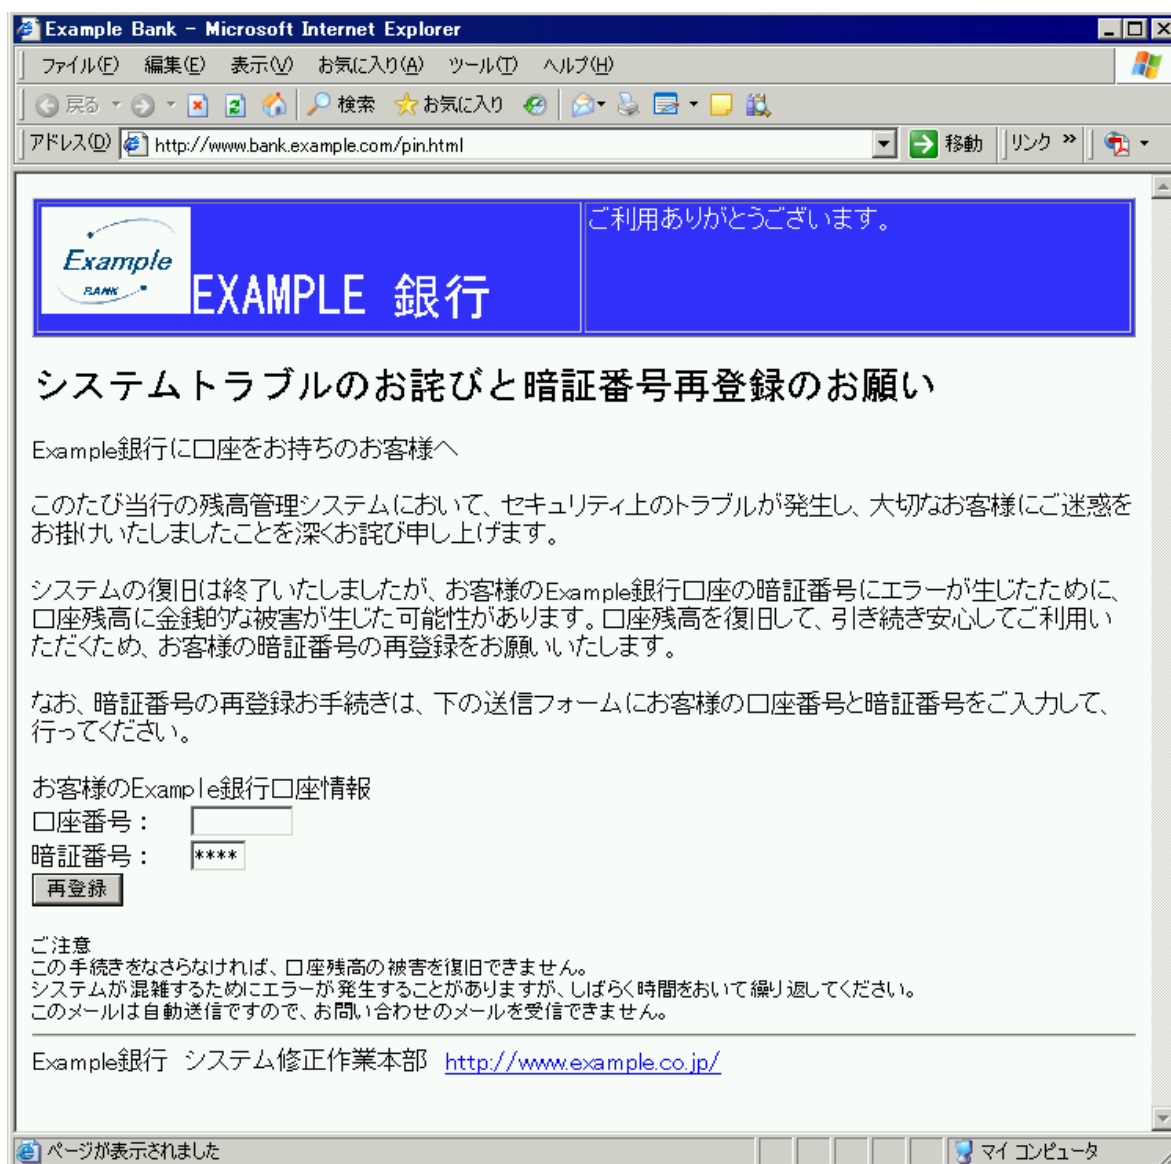 Example Bank - Microsoft Internet Explorer
ファイル(F) 編集(E) 表示(V) お気に入り(A) ツール(T) ヘルプ(H)
戻る 検索 お気に入り
アドレス(D) http://www.bank.example.com/pin.html 移動 リンク »
Example
BANK
EXAMPLE 銀行
ご利用ありがとうございます。
システムトラブルのお詫びと暗証番号再登録のお願い
Example銀行に口座をお持ちのお客様へ
このたび当行の残高管理システムにおいて、セキュリティ上のトラブルが発生し、大切なお客様にご迷惑を
お掛けいたしましたことを深くお詫び申し上げます。
システムの復旧は終了いたしましたが、お客様のExample銀行口座の暗証番号にエラーが生じたために、
口座残高に金銭的な被害が生じた可能性があります。口座残高を復旧して、引き続き安心してご利用い
ただくため、お客様の暗証番号の再登録をお願いいたします。
なお、暗証番号の再登録お手続きは、下の送信フォームにお客様の口座番号と暗証番号をご入力して、
行ってください。
お客様のExample銀行口座情報
口座番号：
暗証番号： ****
再登録
ご注意
この手続きをなさらなければ、口座残高の被害を復旧できません。
システムが混雑するためにエラーが発生することがありますが、しばらく時間をおいて繰り返してください。
このメールは自動送信ですので、お問い合わせのメールを受信できません。
Example銀行 システム修正作業本部 http://www.example.co.jp/
ページが表示されました マイ コンピュータ